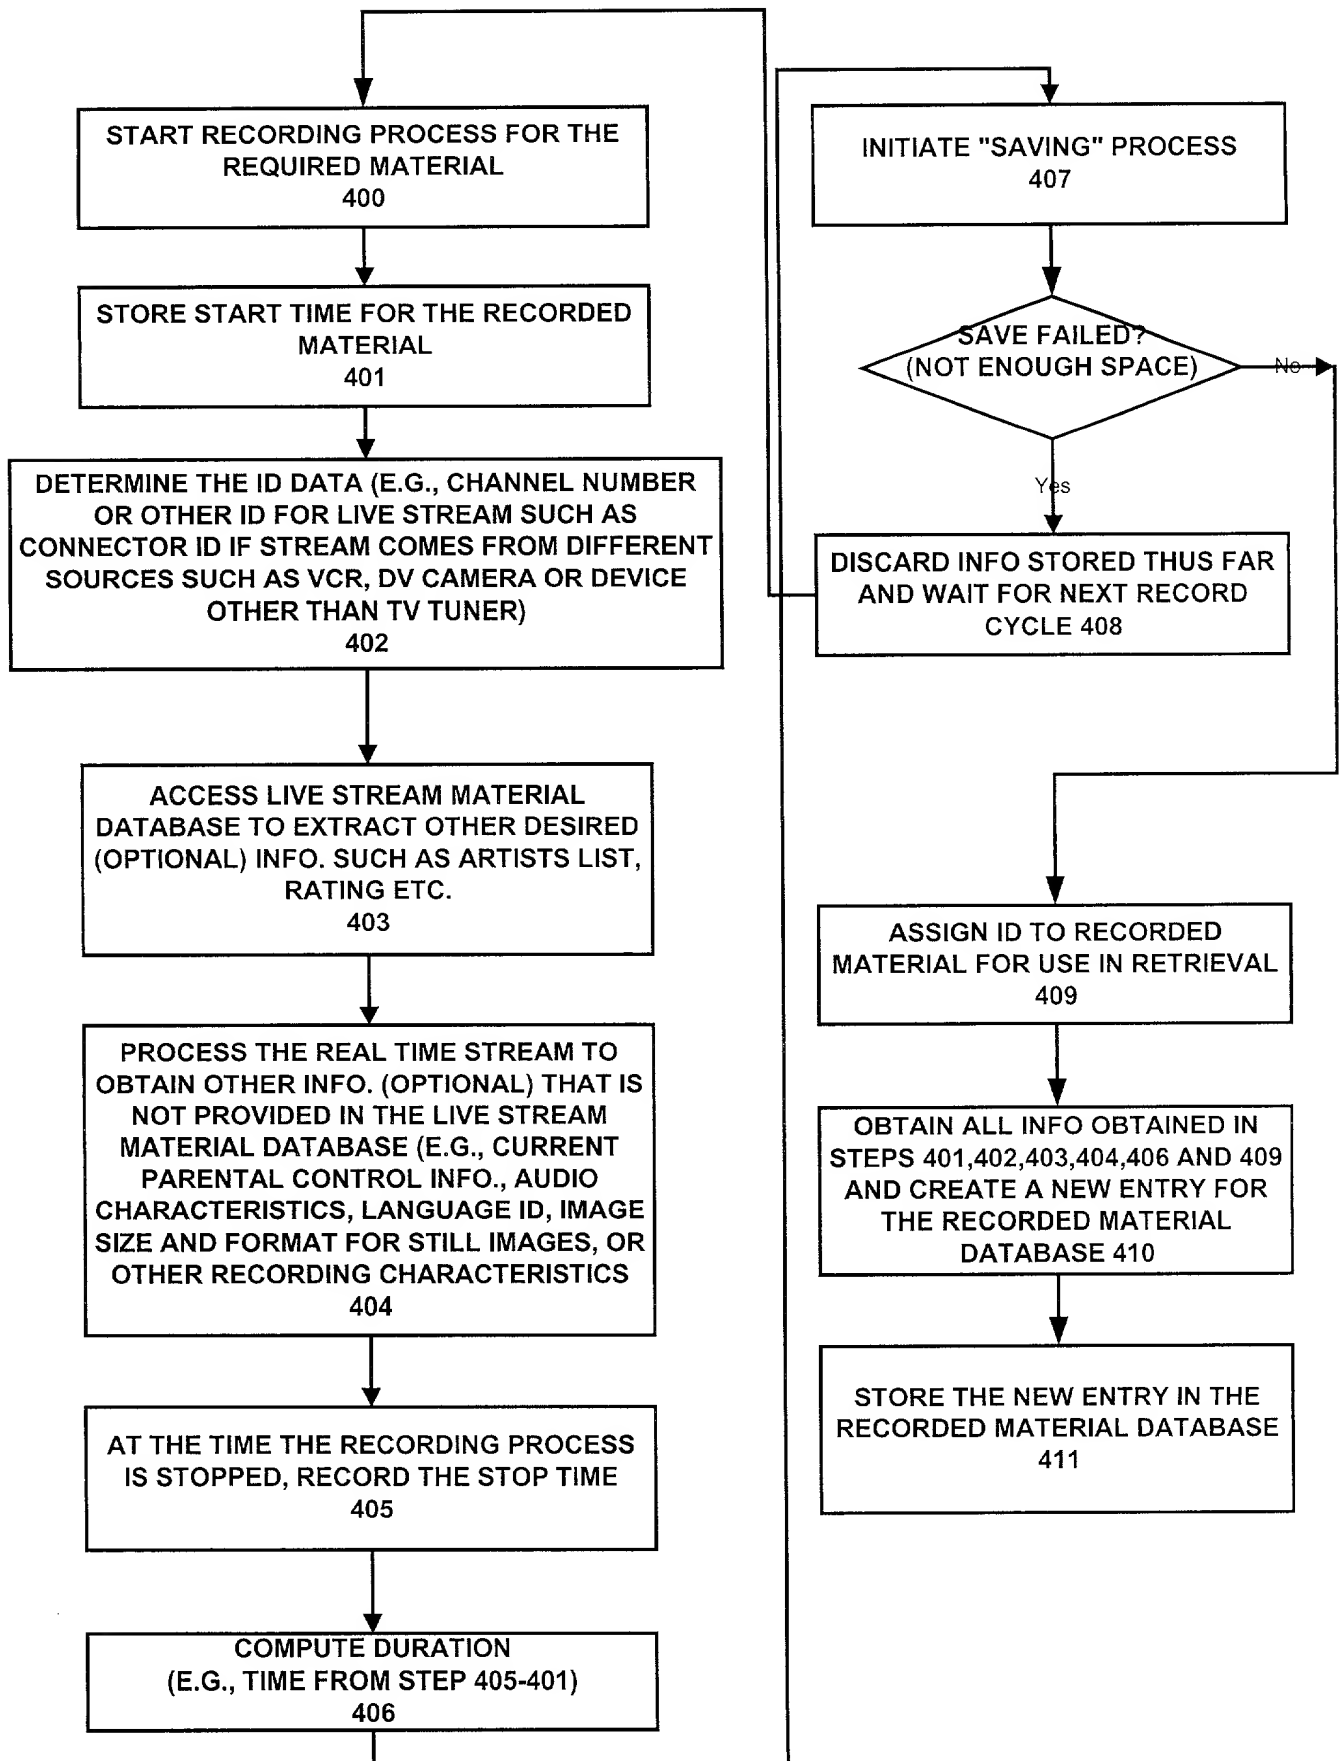 START RECORDING PROCESS FOR THE
REQUIRED MATERIAL
400
STORE START TIME FOR THE RECORDED
MATERIAL
401
DETERMINE THE ID DATA (E.G., CHANNEL NUMBER
OR OTHER ID FOR LIVE STREAM SUCH AS
CONNECTOR ID IF STREAM COMES FROM DIFFERENT
SOURCES SUCH AS VCR, DV CAMERA OR DEVICE
OTHER THAN TV TUNER)
402
ACCESS LIVE STREAM MATERIAL
DATABASE TO EXTRACT OTHER DESIRED
(OPTIONAL) INFO. SUCH AS ARTISTS LIST,
RATING ETC.
403
PROCESS THE REAL TIME STREAM TO
OBTAIN OTHER INFO. (OPTIONAL) THAT IS
NOT PROVIDED IN THE LIVE STREAM
MATERIAL DATABASE (E.G., CURRENT
PARENTAL CONTROL INFO., AUDIO
CHARACTERISTICS, LANGUAGE ID, IMAGE
SIZE AND FORMAT FOR STILL IMAGES, OR
OTHER RECORDING CHARACTERISTICS
404
AT THE TIME THE RECORDING PROCESS
IS STOPPED, RECORD THE STOP TIME
405
COMPUTE DURATION
(E.G., TIME FROM STEP 405-401)
406
INITIATE "SAVING" PROCESS
407
SAVE FAILED?
(NOT ENOUGH SPACE)
No
Yes
DISCARD INFO STORED THUS FAR
AND WAIT FOR NEXT RECORD
CYCLE 408
ASSIGN ID TO RECORDED
MATERIAL FOR USE IN RETRIEVAL
409
OBTAIN ALL INFO OBTAINED IN
STEPS 401,402,403,404,406 AND 409
AND CREATE A NEW ENTRY FOR
THE RECORDED MATERIAL
DATABASE 410
STORE THE NEW ENTRY IN THE
RECORDED MATERIAL DATABASE
411